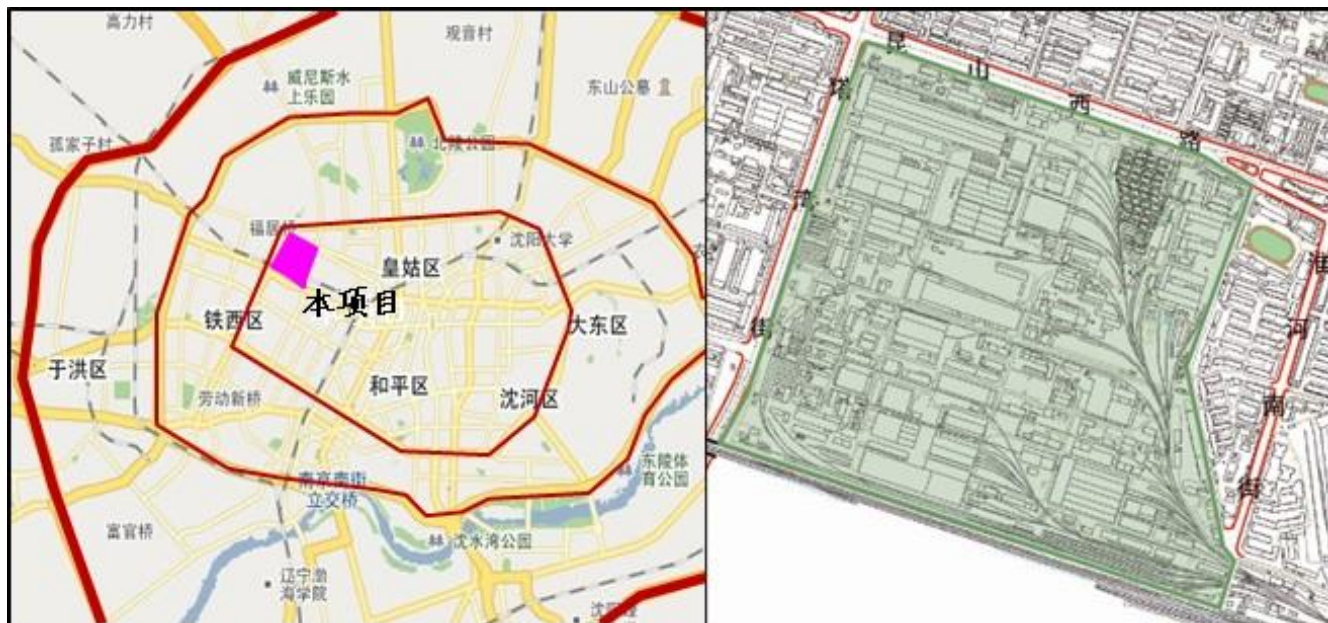 高力村
观音村
威尼斯水
上乐园
东山公墓
孤家子村
北陵公园
福居桥
沈阳大学
皇姑区
本项目
铁西区
大东区
于洪区
和平区
劳动新桥
沈河区
东陵体
育公园
南京南街
立交桥
富官桥
沈水湾公园
辽宁渤
海学院
昆山西路
塔湾街
淮河南街